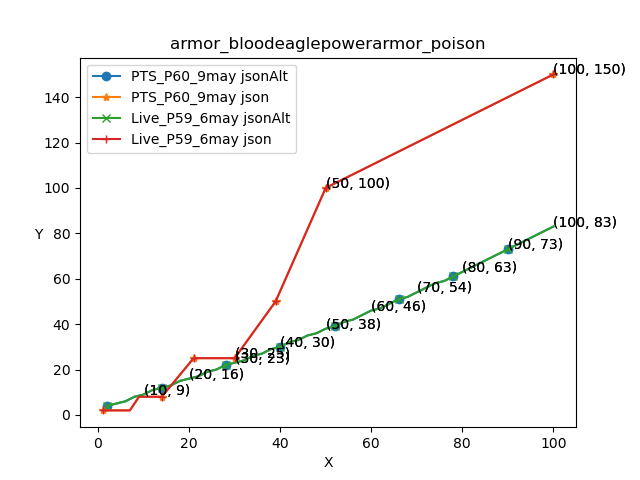 armor_bloodeaglepowerarmor_poison
PTS_P60_9may jsonAlt
PTS_P60_9may json
Live_P59_6may jsonAlt
Live_P59_6may json
(100, 150)
(50, 100)
(100, 83)
(90, 73)
(80, 63)
(70, 54)
(60, 46)
(50, 38)
(40, 30)
(30, 25)
(30, 23)
(20, 16)
(10, 9)
140
120
100
80
60
40
20
0
Y
0 20 40 60 80 100
X